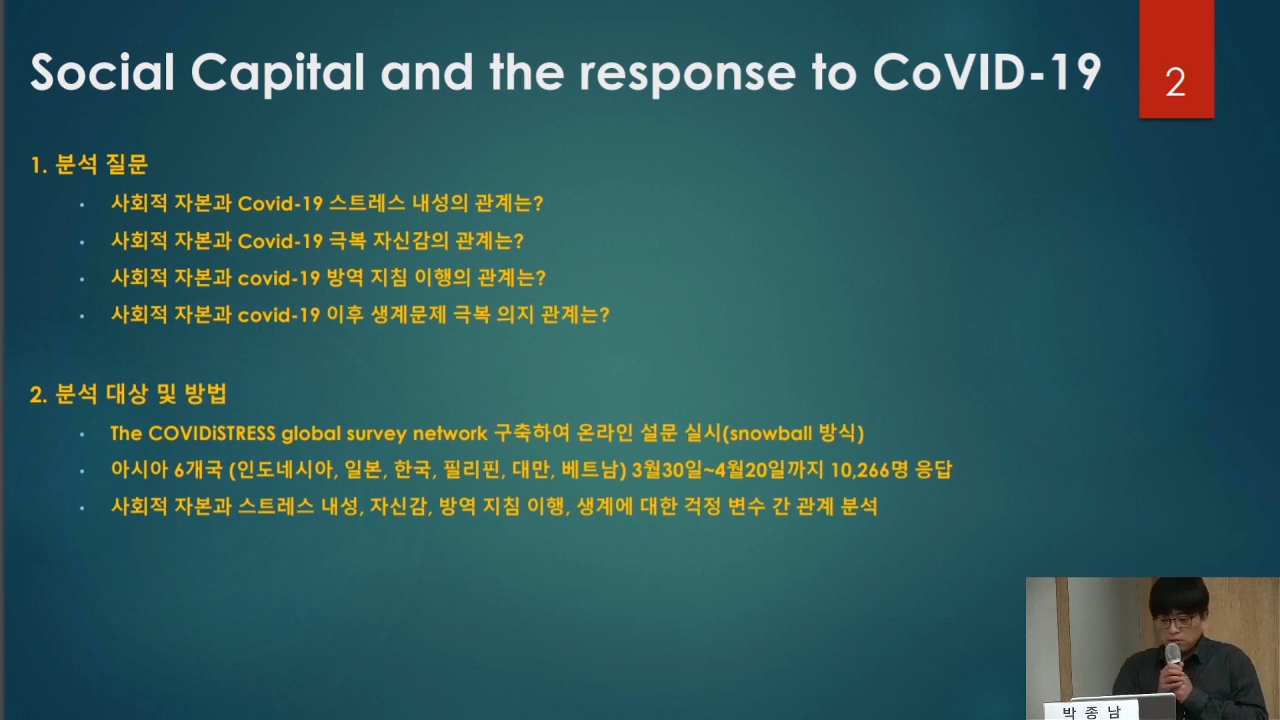 Social Capital and the response to CoVID-19
2
1. 분석 질문
• 사회적 자본과 Covid-19 스트레스 내성의 관계는?
• 사회적 자본과 Covid-19 극복 자신감의 관계는?
• 사회적 자본과 covid-19 방역 지침 이행의 관계는?
• 사회적 자본과 covid-19 이후 생계문제 극복 의지 관계는?
2. 분석 대상 및 방법
• The COVIDiSTRESS global survey network 구축하여 온라인 설문 실시(snowball 방식)
• 아시아 6개국 (인도네시아, 일본, 한국, 필리핀, 대만, 베트남) 3월30일~4월20일까지 10,266명 응답
• 사회적 자본과 스트레스 내성, 자신감, 방역 지침 이행, 생계에 대한 걱정 변수 간 관계 분석
박 종 남